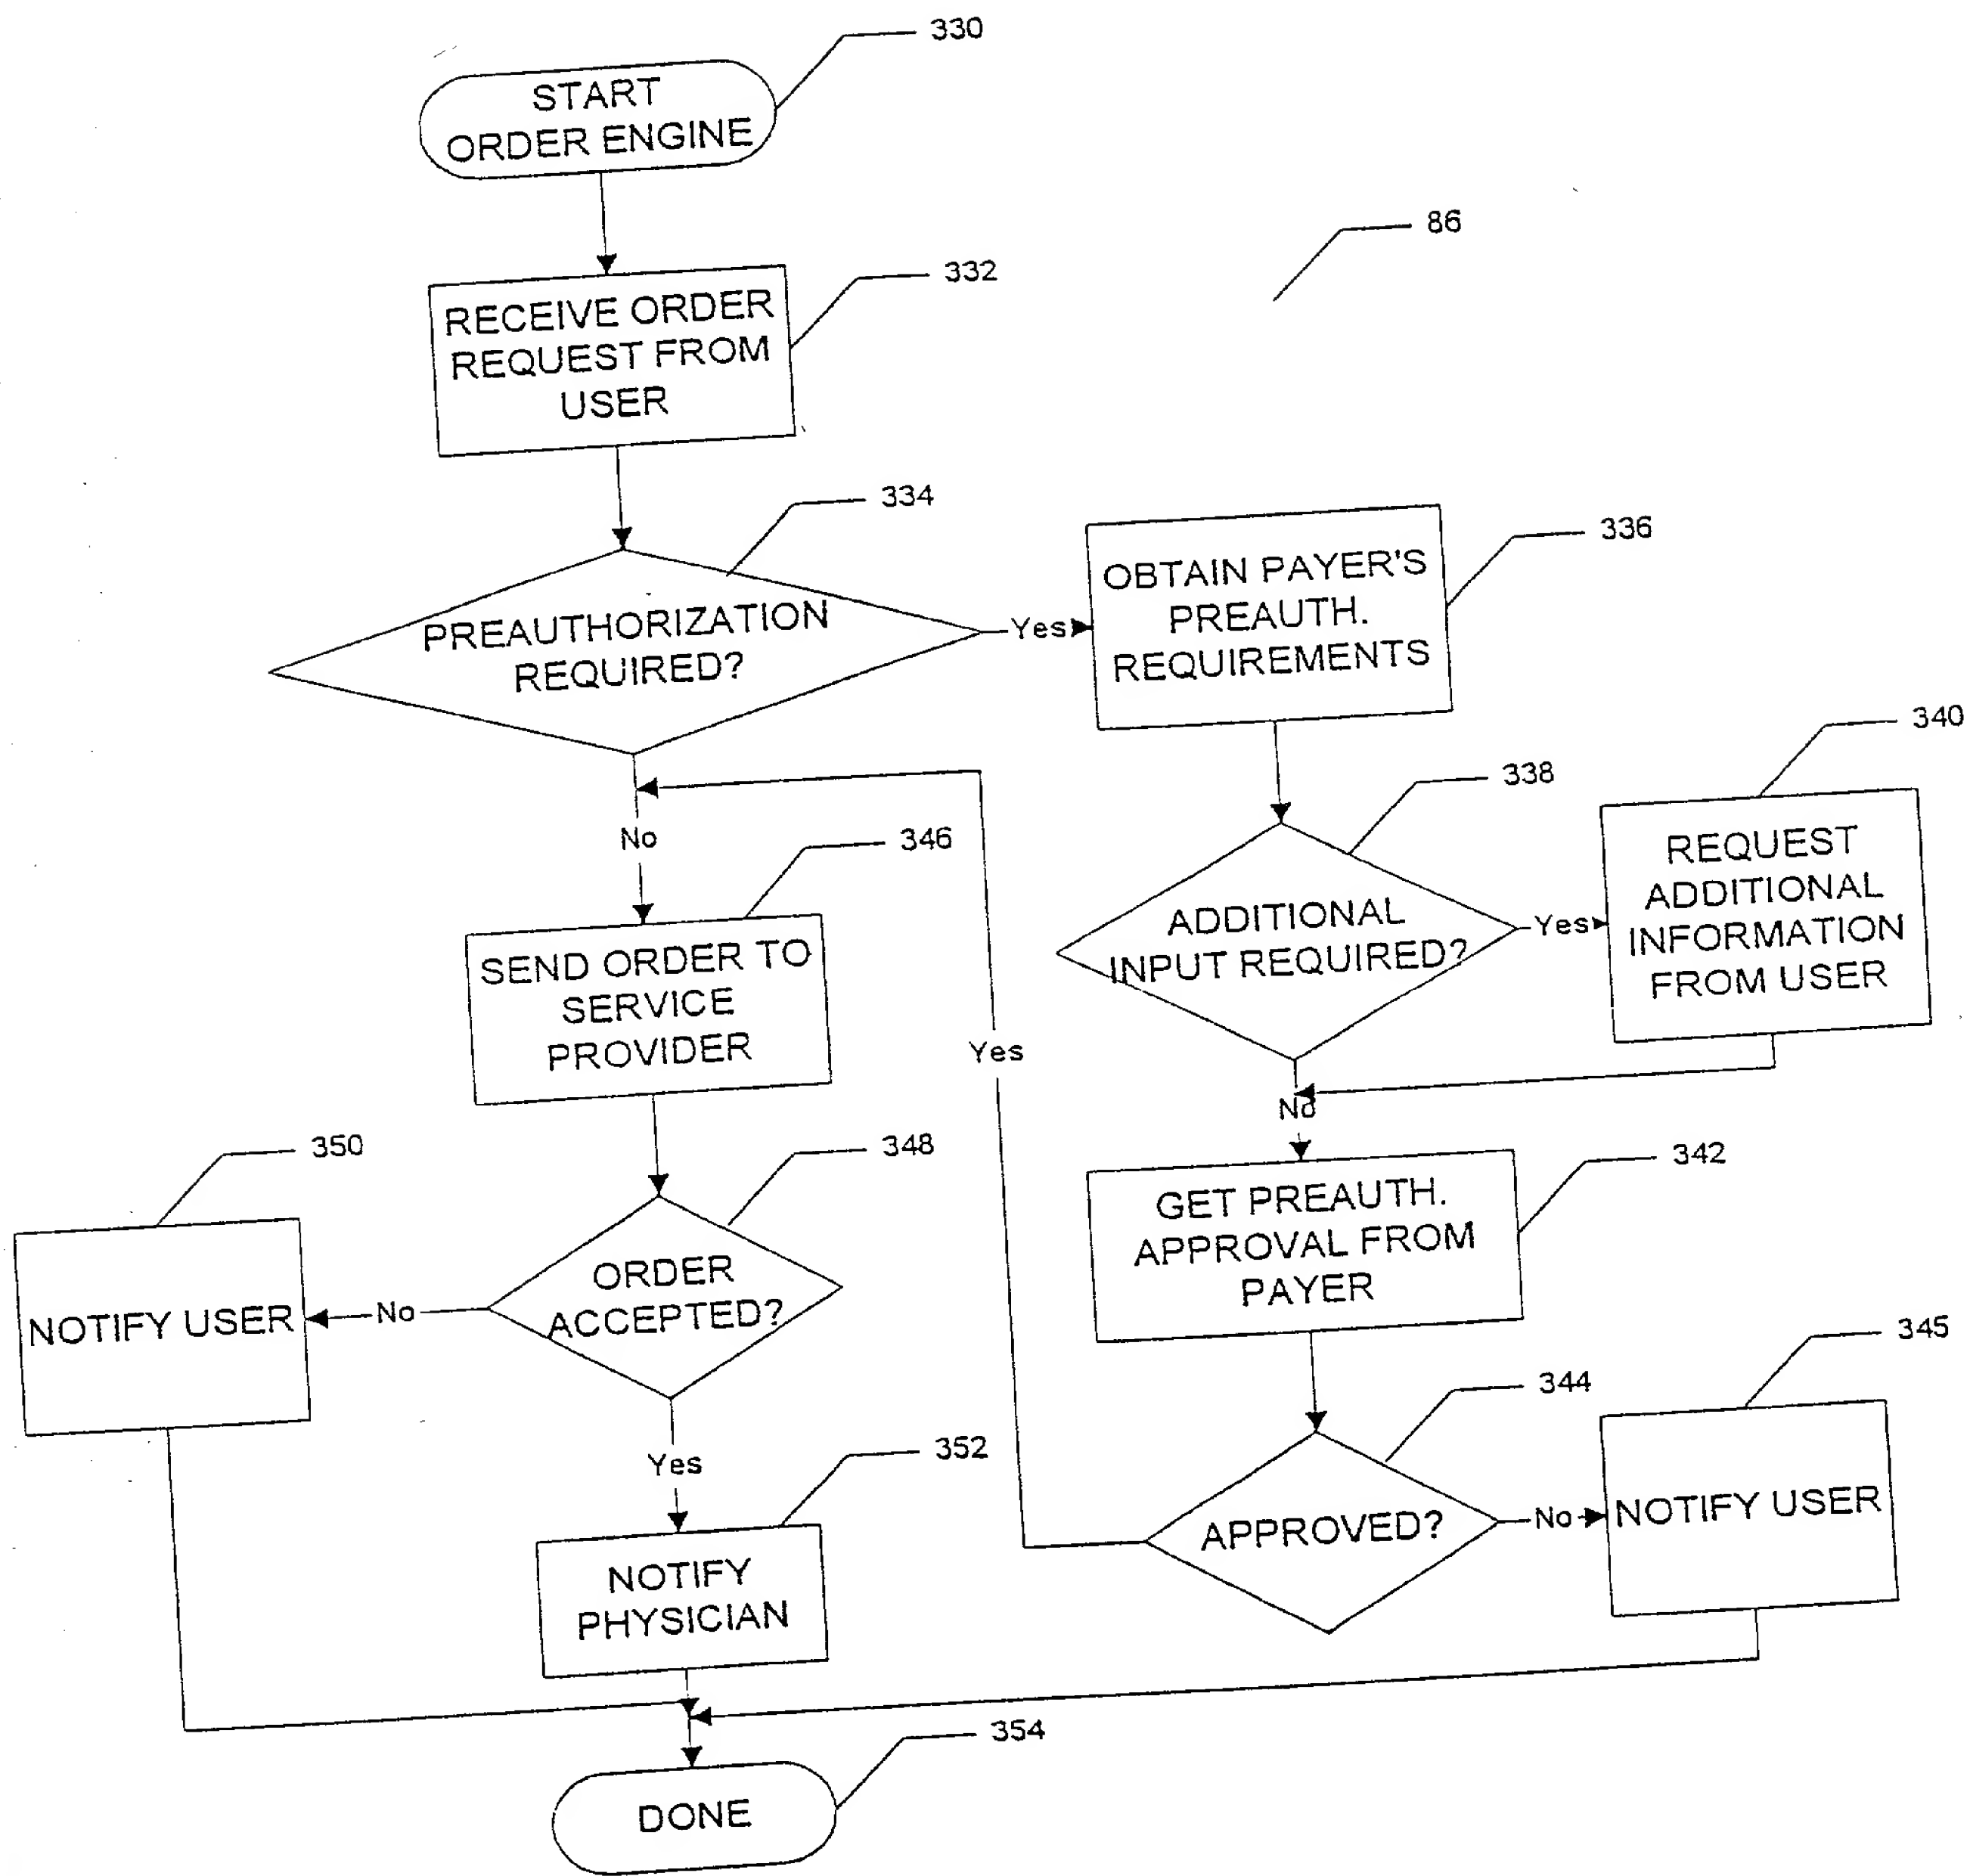 330
START
ORDER ENGINE
86
332
RECEIVE ORDER
REQUEST FROM
USER
334
PREAUTHORIZATION
REQUIRED?
Yes
336
OBTAIN PAYER'S
PREAUTH.
REQUIREMENTS
No
338
ADDITIONAL
INPUT REQUIRED?
Yes
340
REQUEST
ADDITIONAL
INFORMATION
FROM USER
346
SEND ORDER TO
SERVICE
PROVIDER
Yes
No
342
GET PREAUTH.
APPROVAL FROM
PAYER
348
ORDER
ACCEPTED?
No
350
NOTIFY USER
Yes
344
APPROVED?
No
345
NOTIFY USER
352
NOTIFY
PHYSICIAN
354
DONE